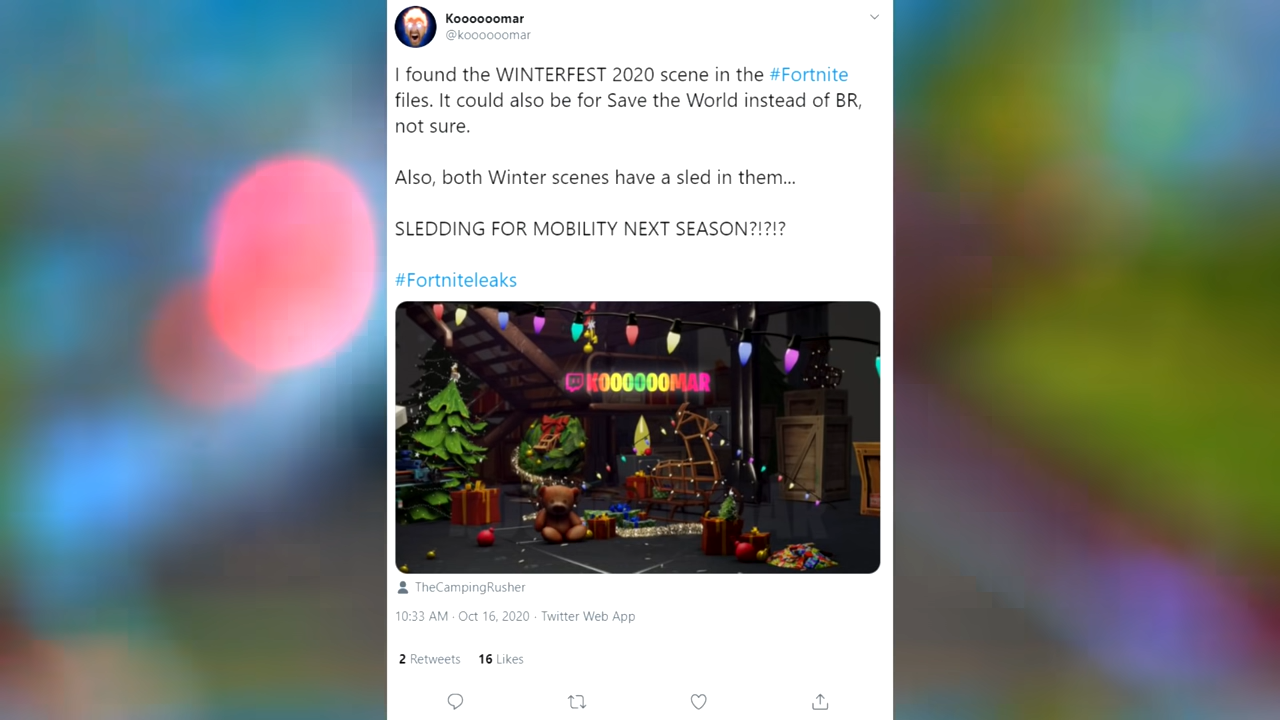 Koooooomar
@koooooomar
I found the WINTERFEST 2020 scene in the #Fortnite
files. It could also be for Save the World instead of BR,
not sure.
Also, both Winter scenes have a sled in them...
SLEDDING FOR MOBILITY NEXT SEASON?!?!?
#Fortniteleaks
KOOOOOOMAR
TheCampingRusher
10:33 AM · Oct 16, 2020 · Twitter Web App
2 Retweets 16 Likes